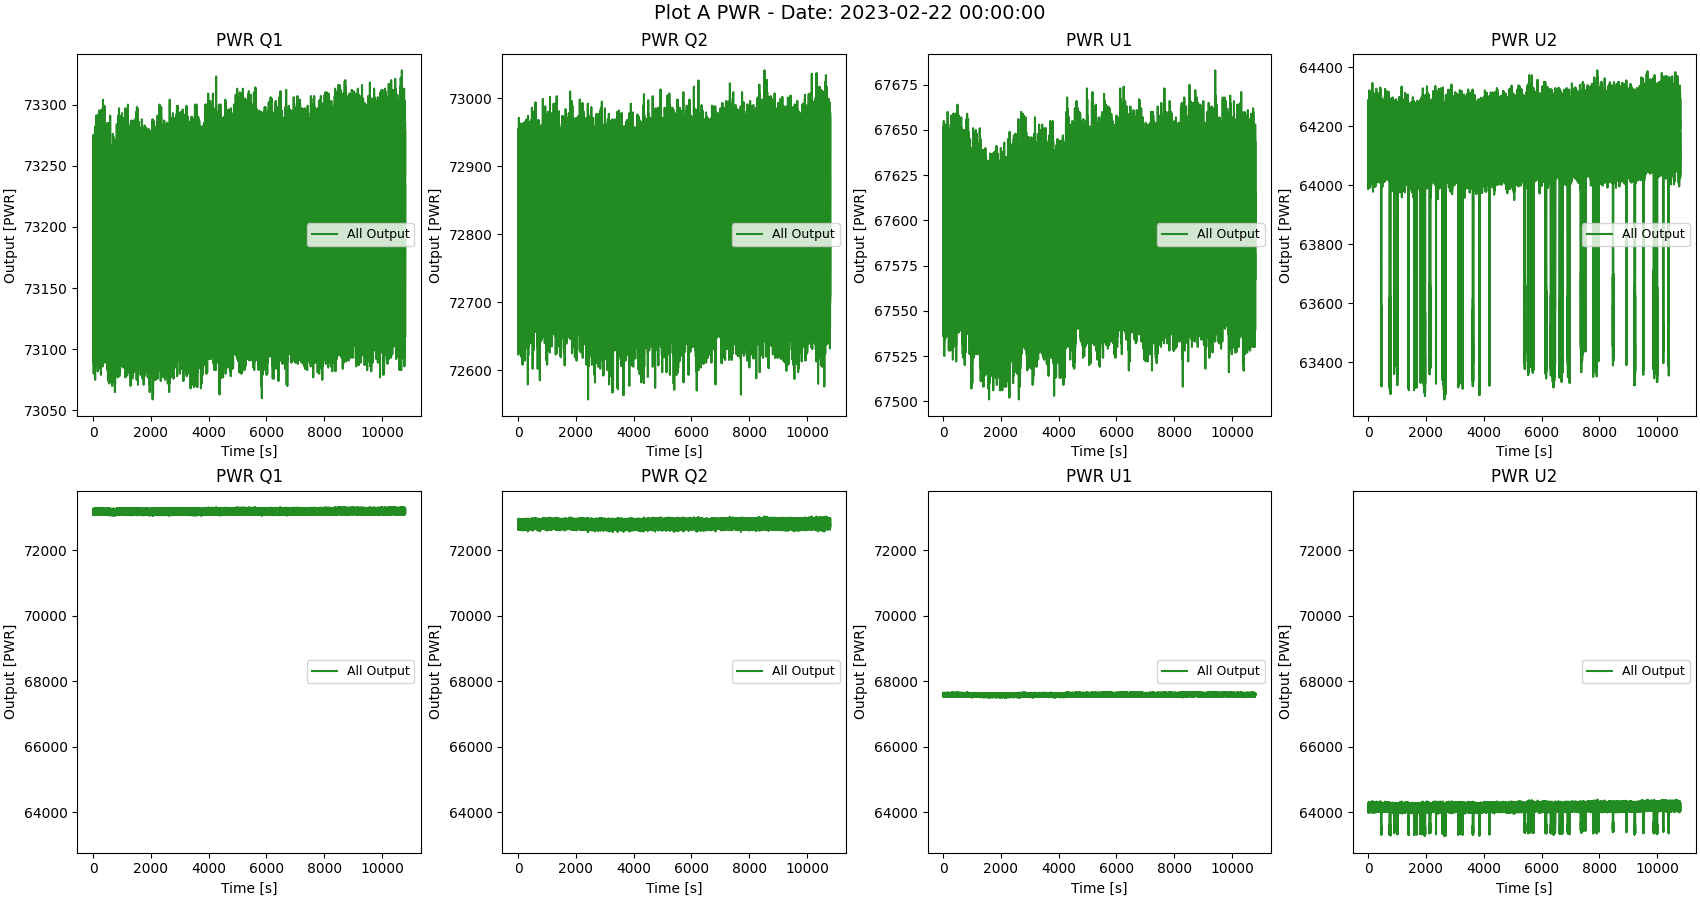 Plot A PWR - Date: 2023-02-22 00:00:00
PWR Q1
PWR Q2
PWR U1
PWR U2
Output [PWR]
73300
73250
73200
73150
73100
73050
All Output
0 2000 4000 6000 8000 10000
Time [s]
Output [PWR]
73000
72900
72800
72700
72600
All Output
0 2000 4000 6000 8000 10000
Time [s]
Output [PWR]
67675
67650
67625
67600
67575
67550
67525
67500
All Output
0 2000 4000 6000 8000 10000
Time [s]
Output [PWR]
64400
64200
64000
63800
63600
63400
All Output
0 2000 4000 6000 8000 10000
Time [s]
PWR Q1
PWR Q2
PWR U1
PWR U2
Output [PWR]
72000
70000
68000
66000
64000
All Output
0 2000 4000 6000 8000 10000
Time [s]
Output [PWR]
72000
70000
68000
66000
64000
All Output
0 2000 4000 6000 8000 10000
Time [s]
Output [PWR]
72000
70000
68000
66000
64000
All Output
0 2000 4000 6000 8000 10000
Time [s]
Output [PWR]
72000
70000
68000
66000
64000
All Output
0 2000 4000 6000 8000 10000
Time [s]